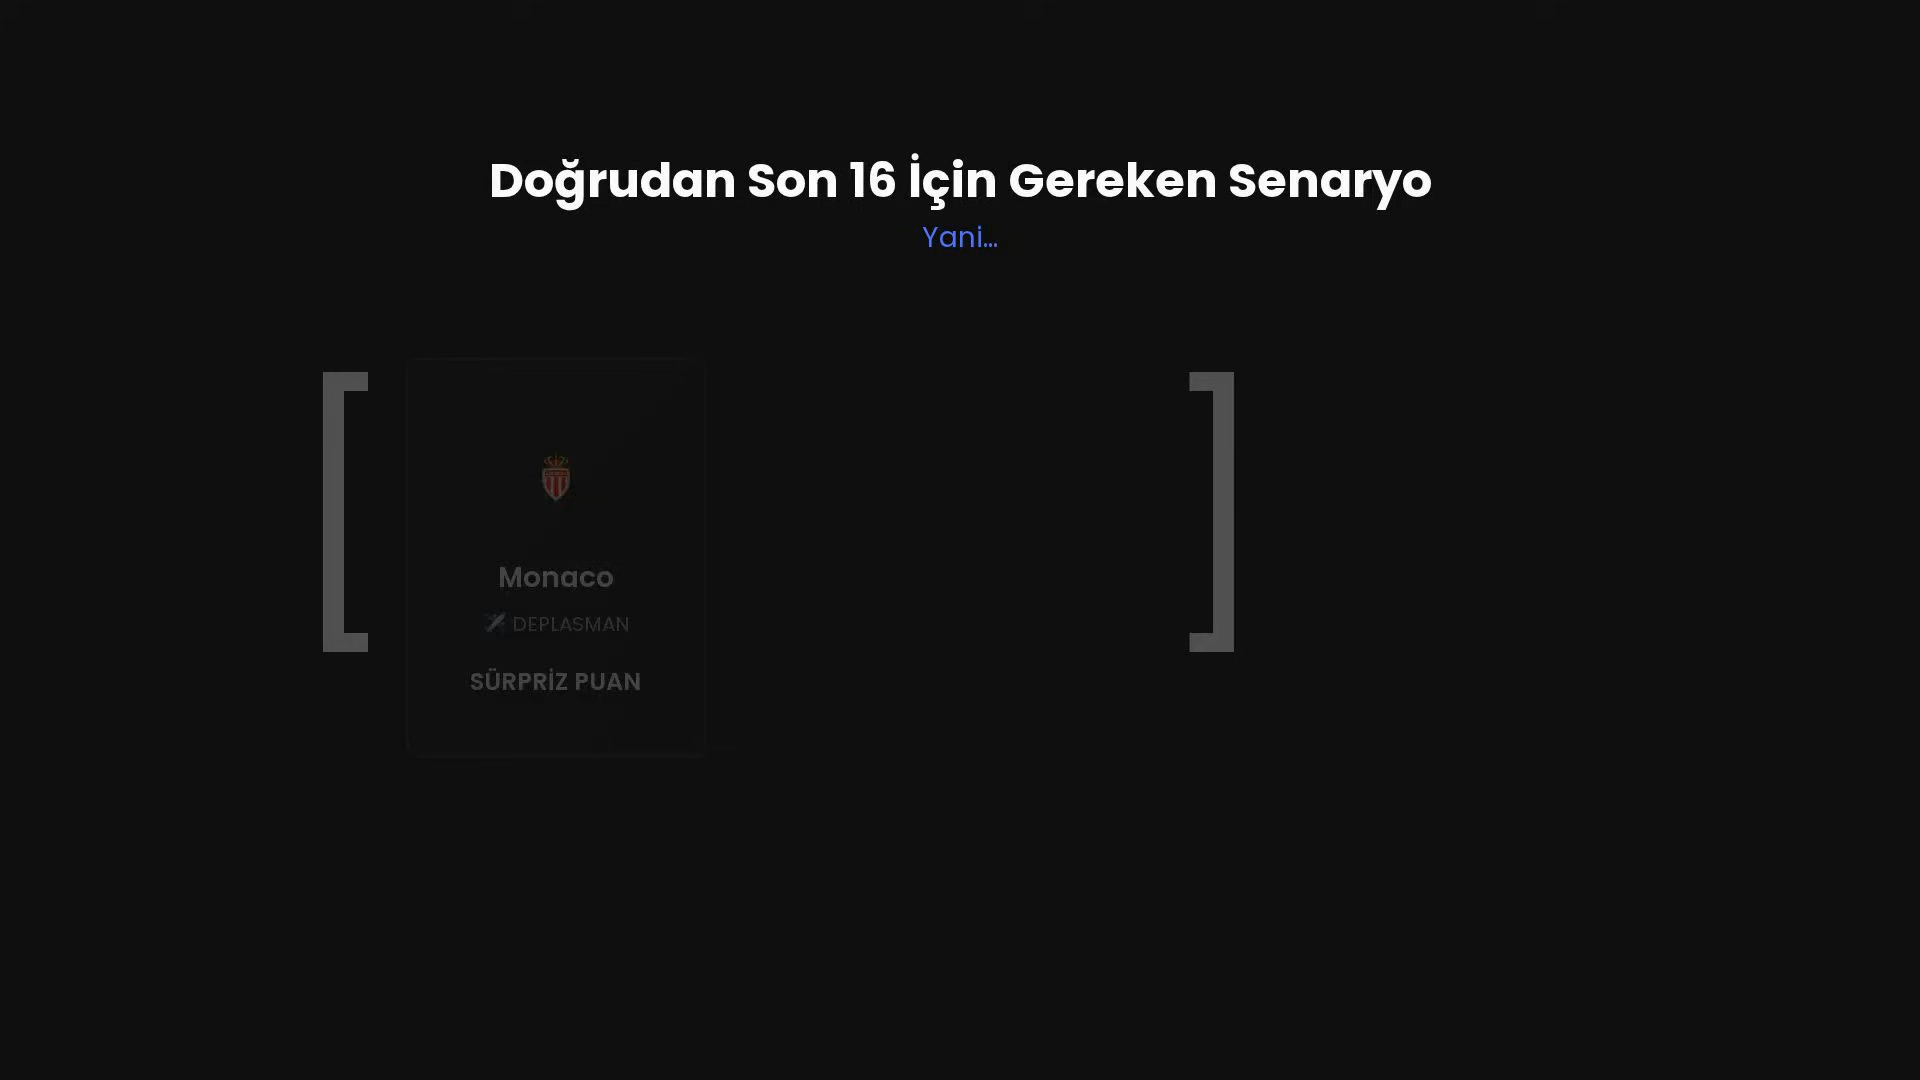 Doğrudan Son 16 İçin Gereken Senaryo
Yani...
[ ]
Monaco
DEPLASMAN
SÜRPRİZ PUAN